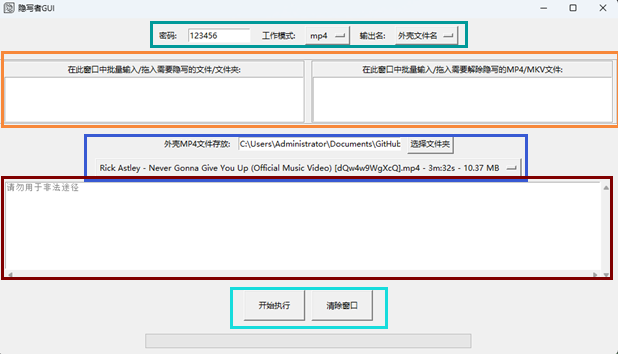 隐写者GUI
密码: 123456 工作模式: mp4 输出名: 外壳文件名
在此窗口中批量输入/拖入需要隐写的文件/文件夹: 在此窗口中批量输入/拖入需要解除隐写的MP4/MKV文件:
外壳MP4文件存放: C:\Users\Administrator\Documents\GitHub 选择文件夹
Rick Astley - Never Gonna Give You Up (Official Music Video) [dQw4w9WgXcQ].mp4 - 3m:32s - 10.37 MB
请勿用于非法途径
开始执行 清除窗口